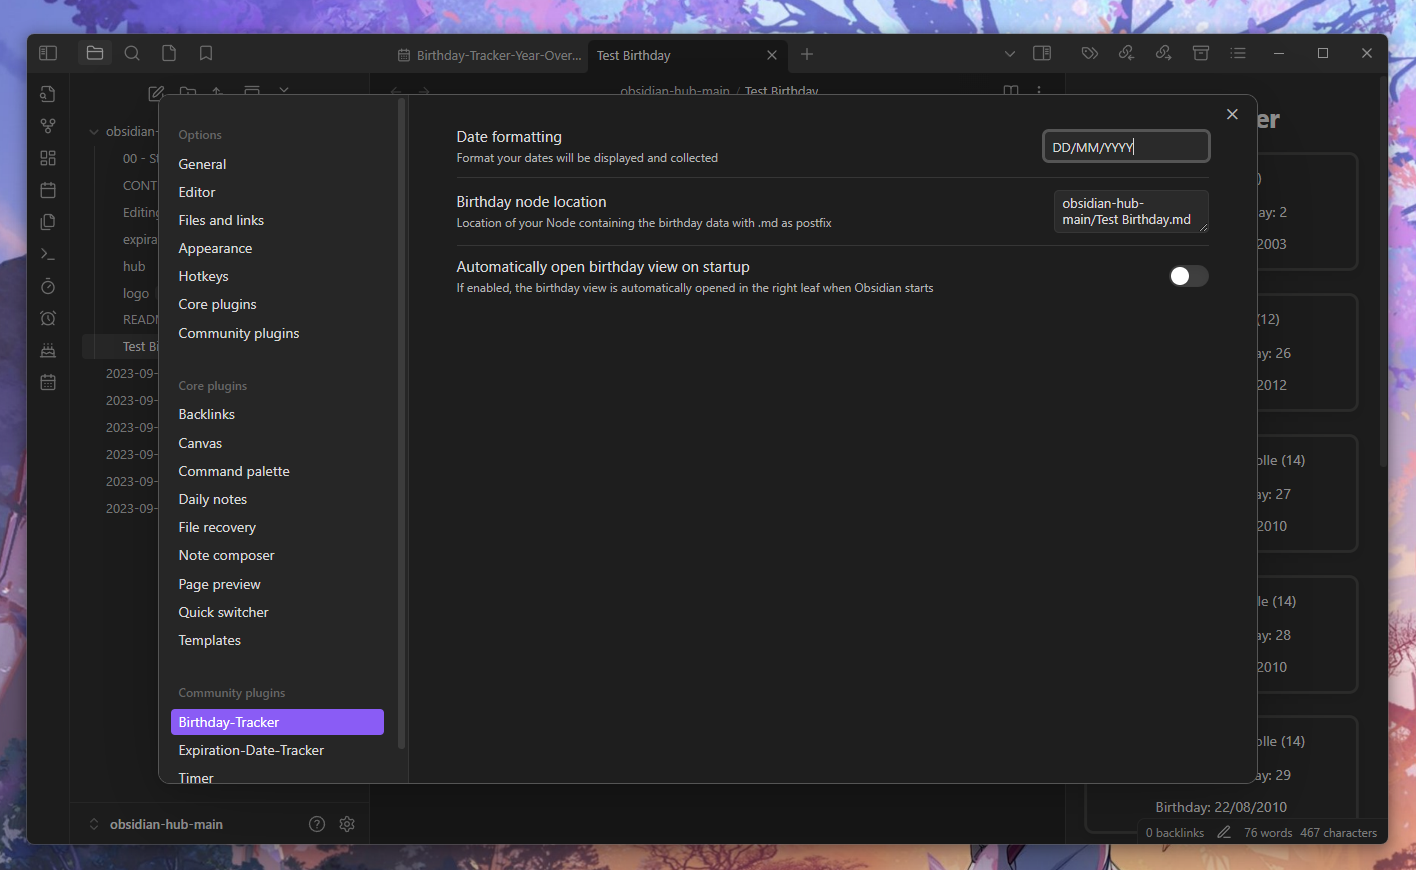 Birthday-Tracker-Year-Over...
Test Birthday
obsidian-hub-main / Test Birthday
obsidian-
00 - St
CONT
Editing
expira
hub
logo
READM
Test Bi
2023-09-
2023-09-
2023-09-
2023-09-
2023-09-
2023-09-
obsidian-hub-main
Options
General
Editor
Files and links
Appearance
Hotkeys
Core plugins
Community plugins
Core plugins
Backlinks
Canvas
Command palette
Daily notes
File recovery
Note composer
Page preview
Quick switcher
Templates
Community plugins
Birthday-Tracker
Expiration-Date-Tracker
Timer
Date formatting
Format your dates will be displayed and collected
DD/MM/YYYY
Birthday node location
Location of your Node containing the birthday data with .md as postfix
obsidian-hub-
main/Test Birthday.md
Automatically open birthday view on startup
If enabled, the birthday view is automatically opened in the right leaf when Obsidian starts
er
)
ay: 2
2003
(12)
ay: 26
2012
olle (14)
ay: 27
2010
le (14)
ay: 28
2010
olle (14)
ay: 29
Birthday: 22/08/2010
0 backlinks
76 words
467 characters